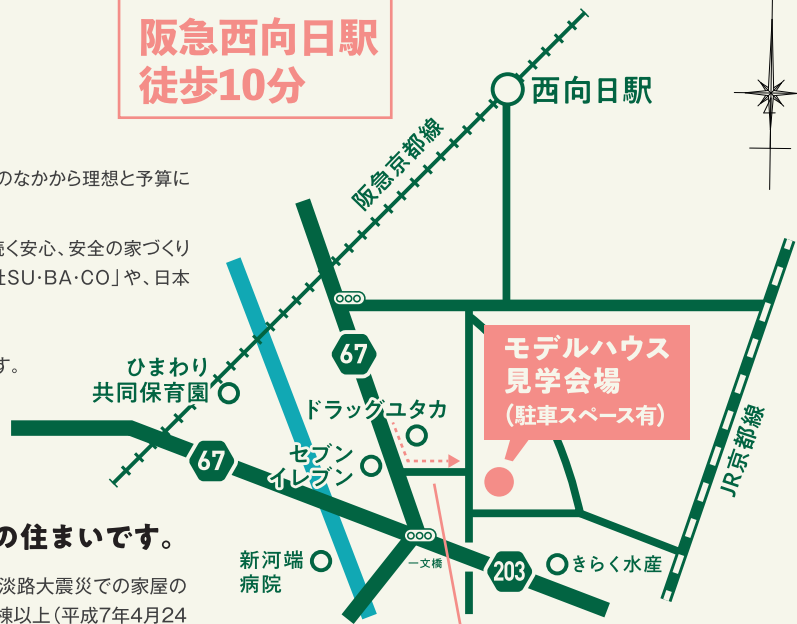 阪急西向日駅
徒歩10分
西向日駅
阪急京都線
のなかから理想と予算に
続く安心、安全の家づくり
社SU・BA・CO」や、日本
す。
67
モデルハウス
見学会場
(駐車スペース有)
ひまわり
共同保育園
ドラッグユタカ
JR京都線
67
セブン
イレブン
の住まいです。
新河端
病院
一文橋
203
きらく水産
淡路大震災での家屋の
棟以上(平成7年4月24